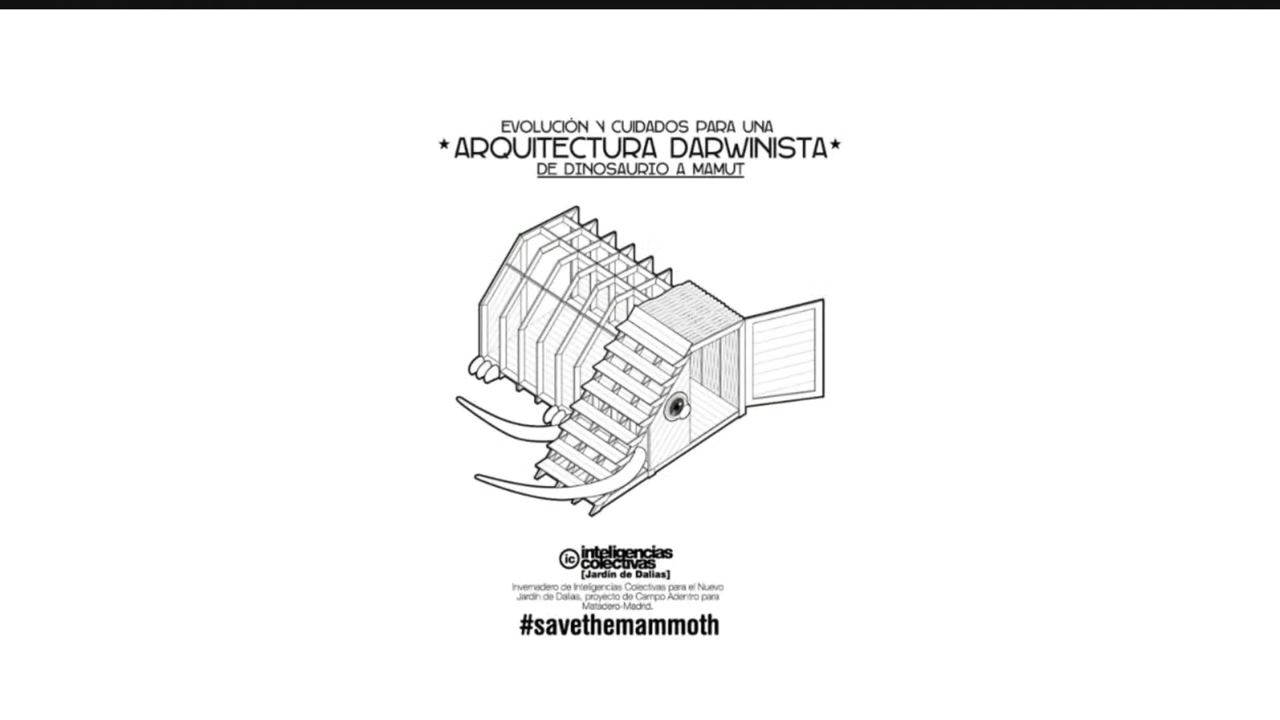 EVOLUCIÓN Y CUIDADOS PARA UNA
★ARQUITECTURA DARWINISTA★
DE DINOSAURIO A MAMUT
ic inteligencias
colectivas
[Jardín de Dalias]
Invernadero de Inteligencias Colectivas para el Nuevo
Jardín de Dalias, proyecto de Campo Adentro para
Matadero-Madrid.
#savethemammoth